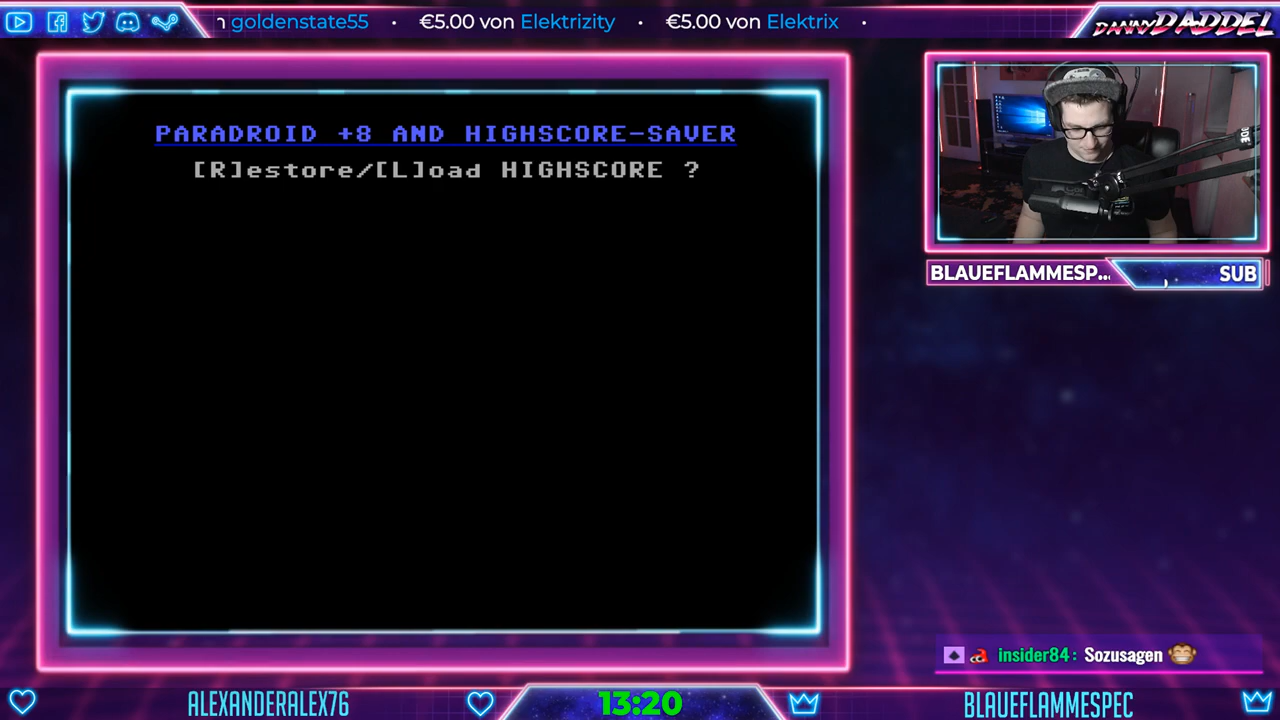 goldenstate55 • €5.00 von Elektrizity • €5.00 von Elektrix •
DANNYDADDEL
PARADROID +8 AND HIGHSCORE-SAVER
[R]estore/[L]oad HIGHSCORE ?
BLAUEFLAMMESP... SUB
insider84: Sozusagen
ALEXANDERALEX76
13:20
BLAUEFLAMMESPEC